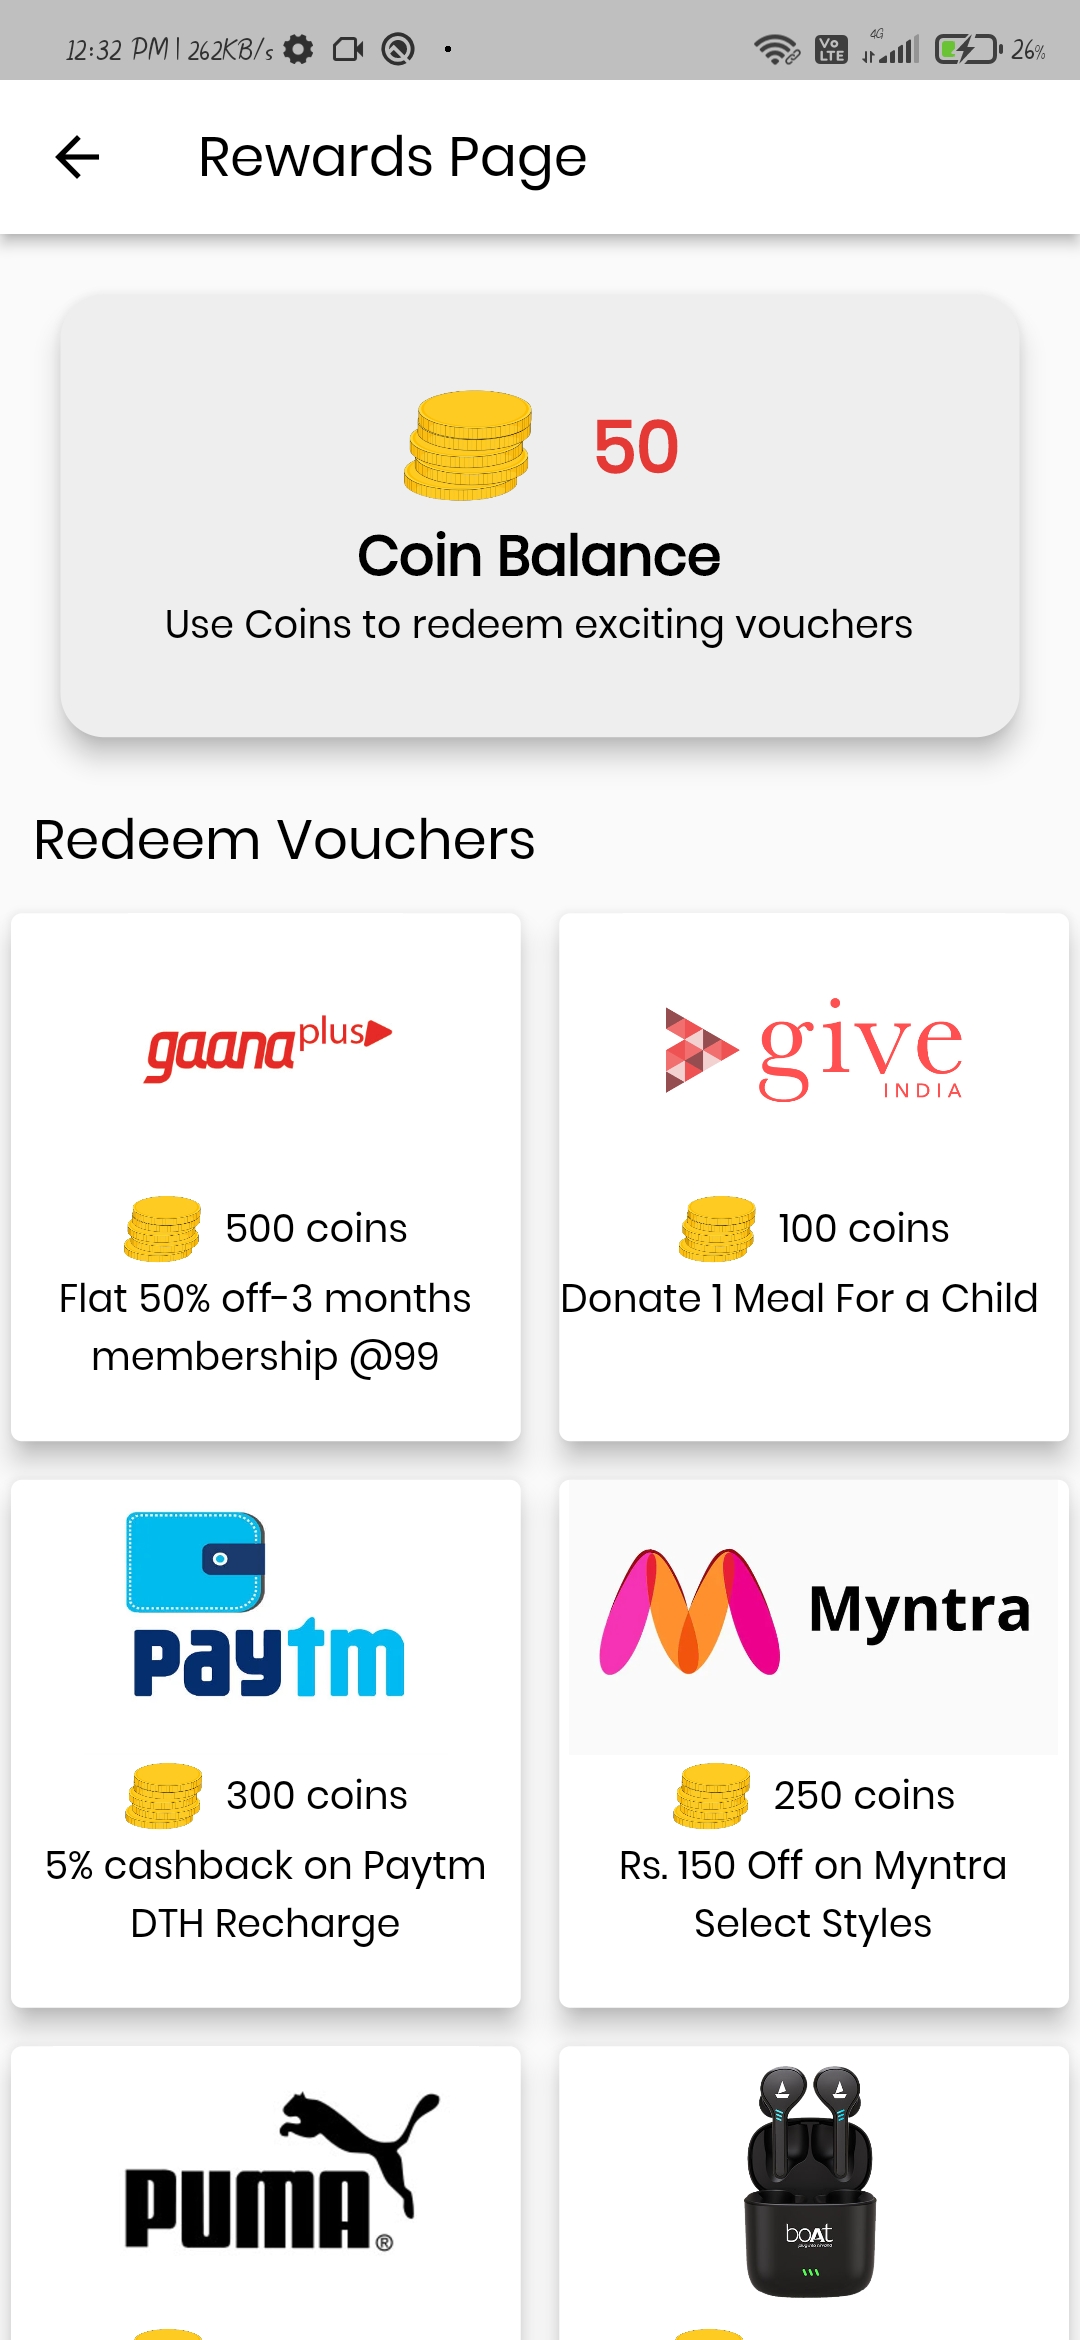 12:32 PM | 262KB/s
Vo LTE 4G 26%
Rewards Page
50
Coin Balance
Use Coins to redeem exciting vouchers
Redeem Vouchers
gaana plus
500 coins
Flat 50% off-3 months
membership @99
give
INDIA
100 coins
Donate 1 Meal For a Child
paytm
300 coins
5% cashback on Paytm
DTH Recharge
Myntra
250 coins
Rs. 150 Off on Myntra
Select Styles
PUMA®
boAt